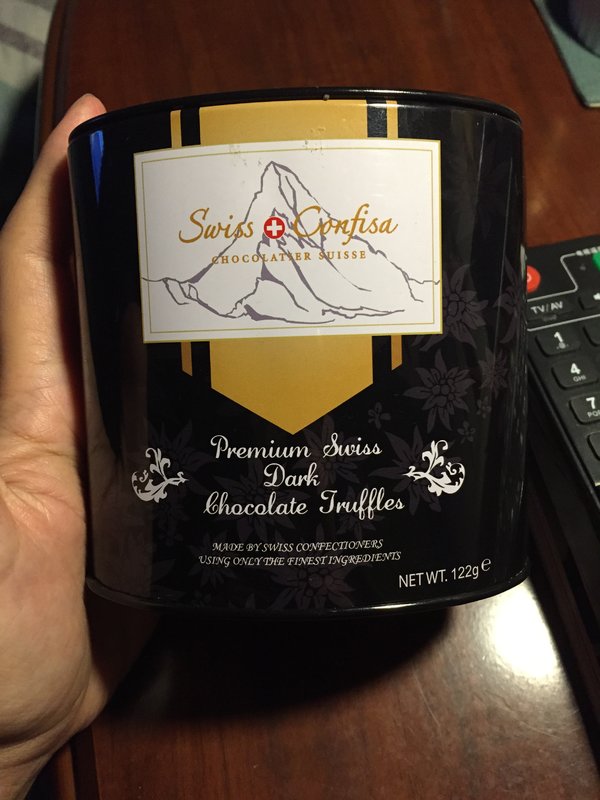 Swiss Confisa
CHOCOLATIER SUISSE
Premium Swiss
Dark
Chocolate Truffles
MADE BY SWISS CONFECTIONERS
USING ONLY THE FINEST INGREDIENTS
NET WT. 122g e
TV/AV
1
4
GHI
7